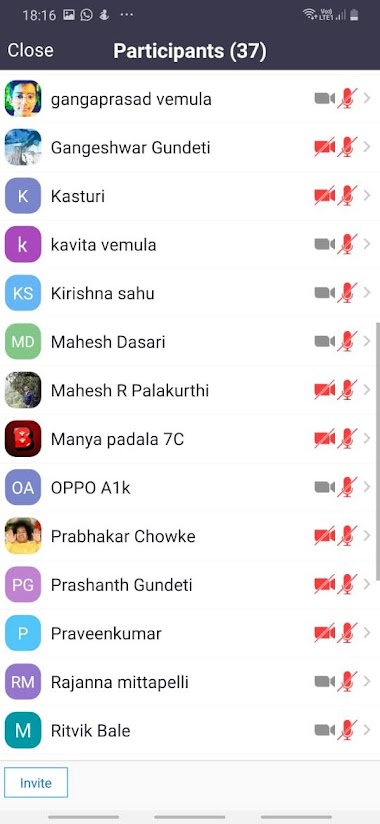 18:16
Vo)) LTE1
Close Participants (37)
gangaprasad vemula
Gangeshwar Gundeti
K Kasturi
k kavita vemula
KS Kirishna sahu
MD Mahesh Dasari
Mahesh R Palakurthi
B Manya padala 7C
OA OPPO A1k
Prabhakar Chowke
PG Prashanth Gundeti
P Praveenkumar
RM Rajanna mittapelli
M Ritvik Bale
Invite